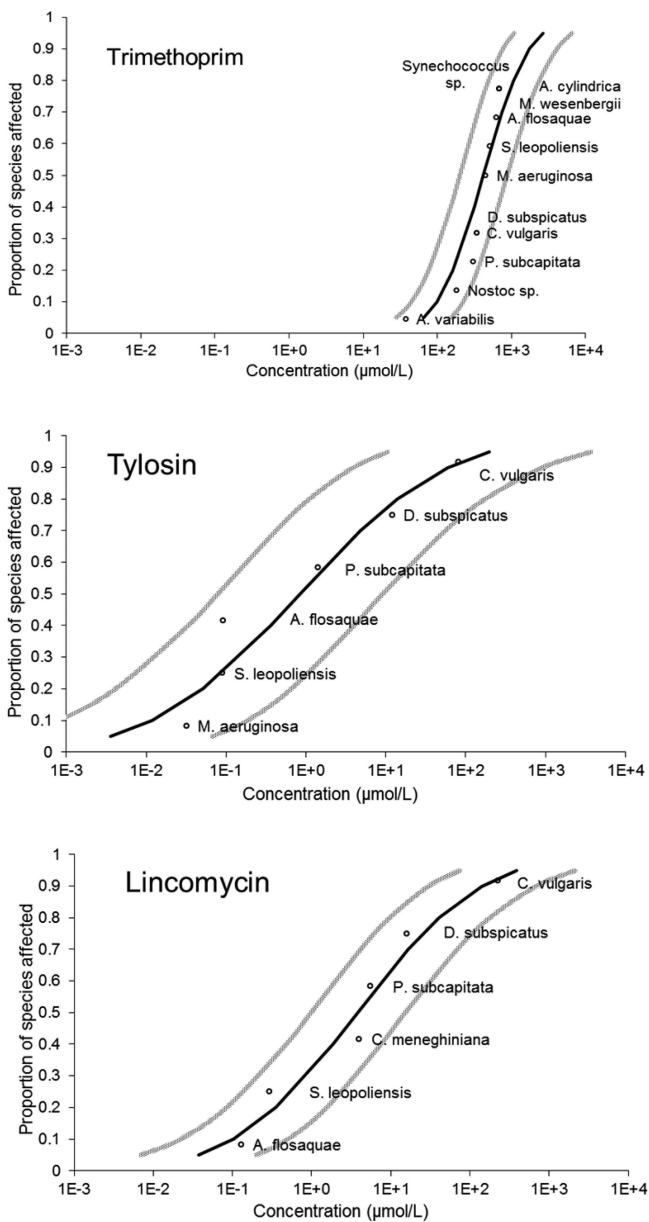 Trimethoprim
Proportion of species affected
1
0.9
0.8
0.7
0.6
0.5
0.4
0.3
0.2
0.1
0
Synechococcus
sp.
A. cylindrica
M. wesenbergii
A. flosaquae
S. leopoliensis
M. aeruginosa
D. subspicatus
C. vulgaris
P. subcapitata
Nostoc sp.
A. variabilis
1E-3 1E-2 1E-1 1E+0 1E+1 1E+2 1E+3 1E+4
Concentration (µmol/L)
Tylosin
Proportion of species affected
1
0.9
0.8
0.7
0.6
0.5
0.4
0.3
0.2
0.1
0
C. vulgaris
D. subspicatus
P. subcapitata
A. flosaquae
S. leopoliensis
M. aeruginosa
1E-3 1E-2 1E-1 1E+0 1E+1 1E+2 1E+3 1E+4
Concentration (µmol/L)
Lincomycin
Proportion of species affected
1
0.9
0.8
0.7
0.6
0.5
0.4
0.3
0.2
0.1
0
C. vulgaris
D. subspicatus
P. subcapitata
C. meneghiniana
S. leopoliensis
A. flosaquae
1E-3 1E-2 1E-1 1E+0 1E+1 1E+2 1E+3 1E+4
Concentration (µmol/L)